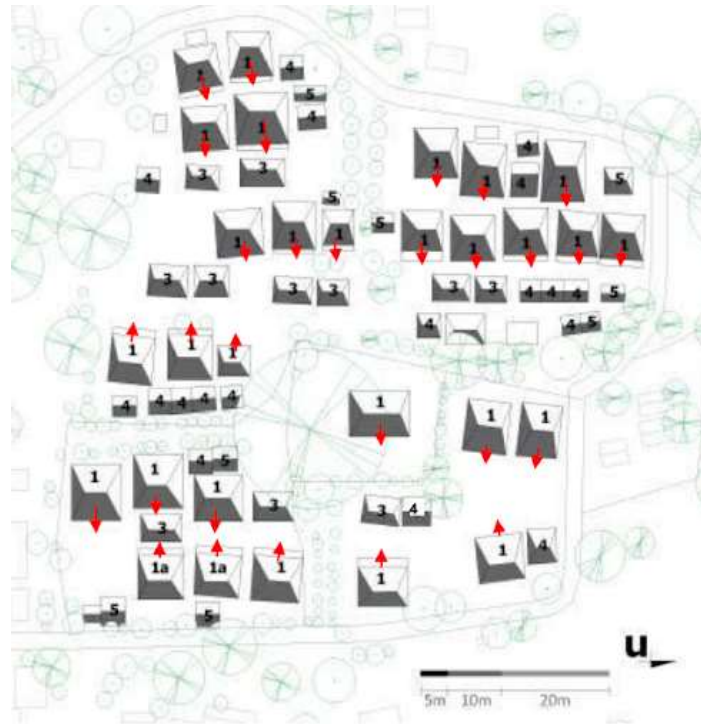 1 1 4
5
1 1 4
4
1 1 4 1 5
4 3 3
5
1 1 1 5 1 1 1 1 1
3 3 3 3 3 3 4 4 4 5
4 4 5
1 1 1
4 4 4 4 4
1 1 1
1 1 1 4 5
3 3 3 4
1a 1a 1 1 1 4
5 5
u
5m 10m 20m